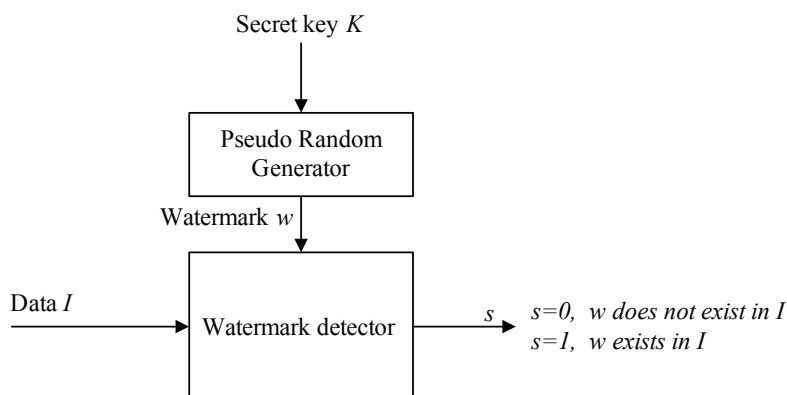 Secret key K
Pseudo Random
Generator
Watermark w
Data I
Watermark detector
s
s=0, w does not exist in I
s=1, w exists in I